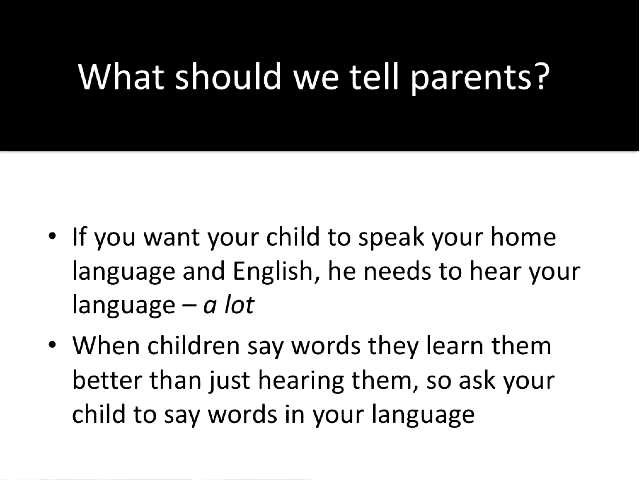 What should we tell parents?
• If you want your child to speak your home
language and English, he needs to hear your
language – a lot
• When children say words they learn them
better than just hearing them, so ask your
child to say words in your language